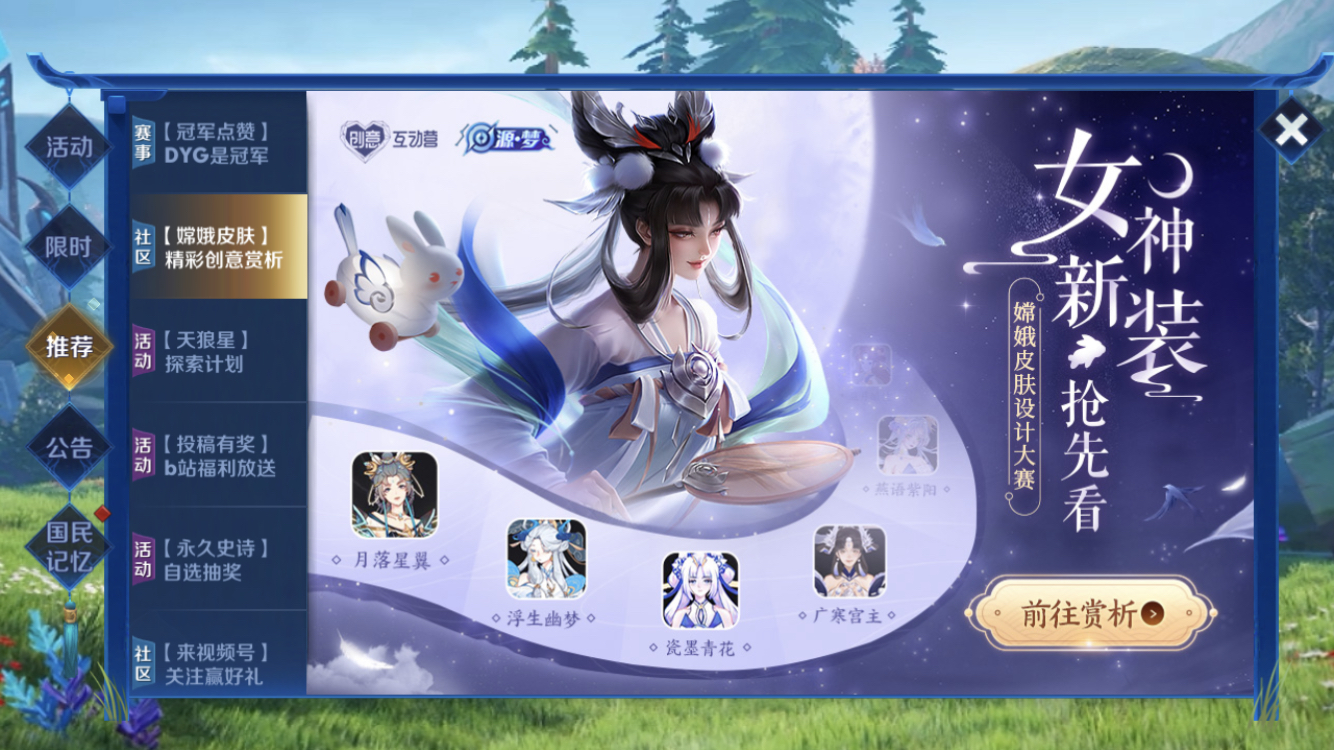 活动
限时
推荐
公告
国民
记忆
赛事
【冠军点赞】
DYG是冠军
社区
【嫦娥皮肤】
精彩创意赏析
活动
【天狼星】
探索计划
活动
【投稿有奖】
b站福利放送
活动
【永久史诗】
自选抽奖
社区
【来视频号】
关注赢好礼
创意互动营
源·梦
女神
新装
抢先看
嫦娥皮肤设计大赛
月落星翼
浮生幽梦
瓷墨青花
广寒宫主
燕语紫阳
前往赏析